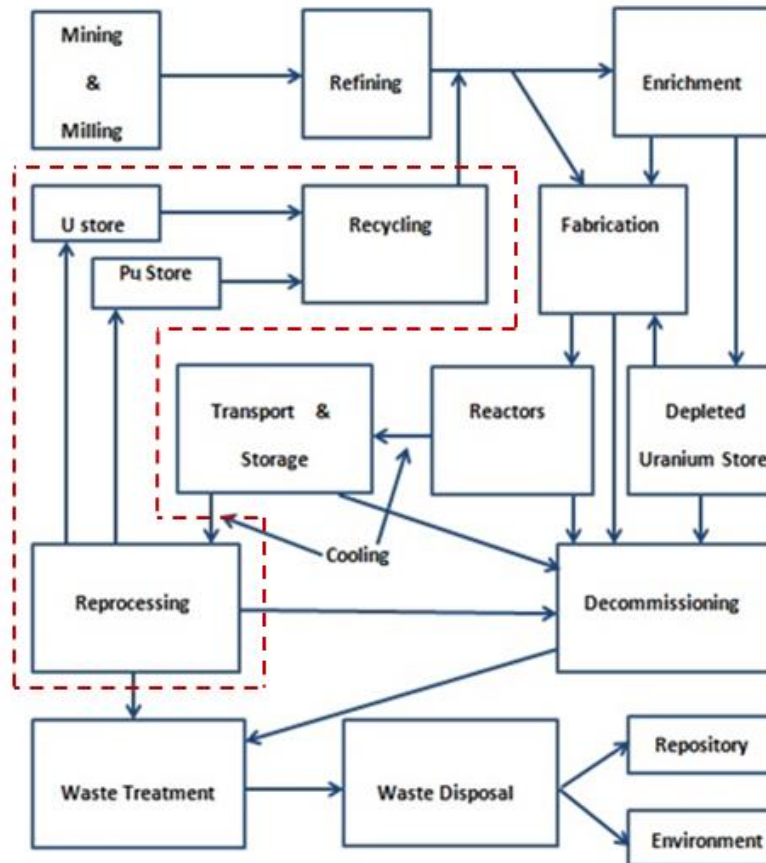 Mining
&
Milling
Refining
Enrichment
U store
Recycling
Fabrication
Pu Store
Transport &
Storage
Reactors
Depleted
Uranium Store
Cooling
Reprocessing
Decommissioning
Waste Treatment
Waste Disposal
Repository
Environment